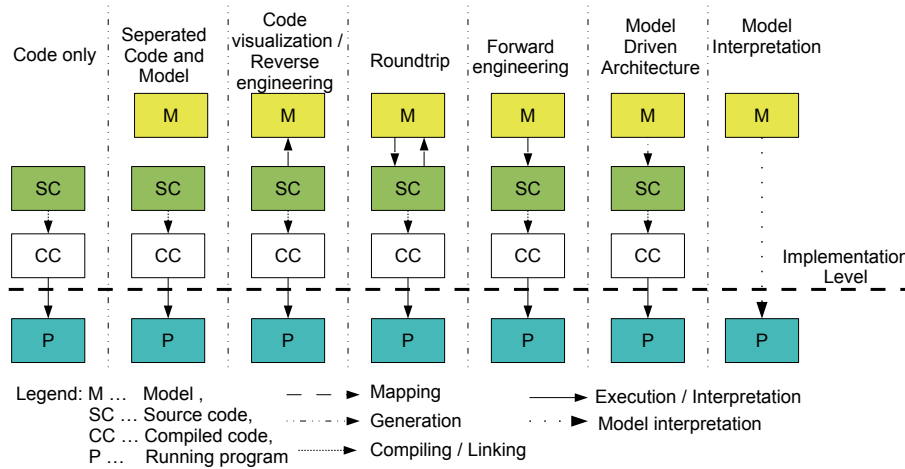 Code only
Seperated
Code and
Model
Code
visualization /
Reverse
engineering
Roundtrip
Forward
engineering
Model
Driven
Architecture
Model
Interpretation
M
M
M
M
M
M
SC
SC
SC
SC
SC
SC
CC
CC
CC
CC
CC
CC
Implementation
Level
P
P
P
P
P
P
P
Legend: M ... Model ,
SC ... Source code,
CC ... Compiled code,
P ... Running program
Mapping
Generation
Compiling / Linking
Execution / Interpretation
Model interpretation